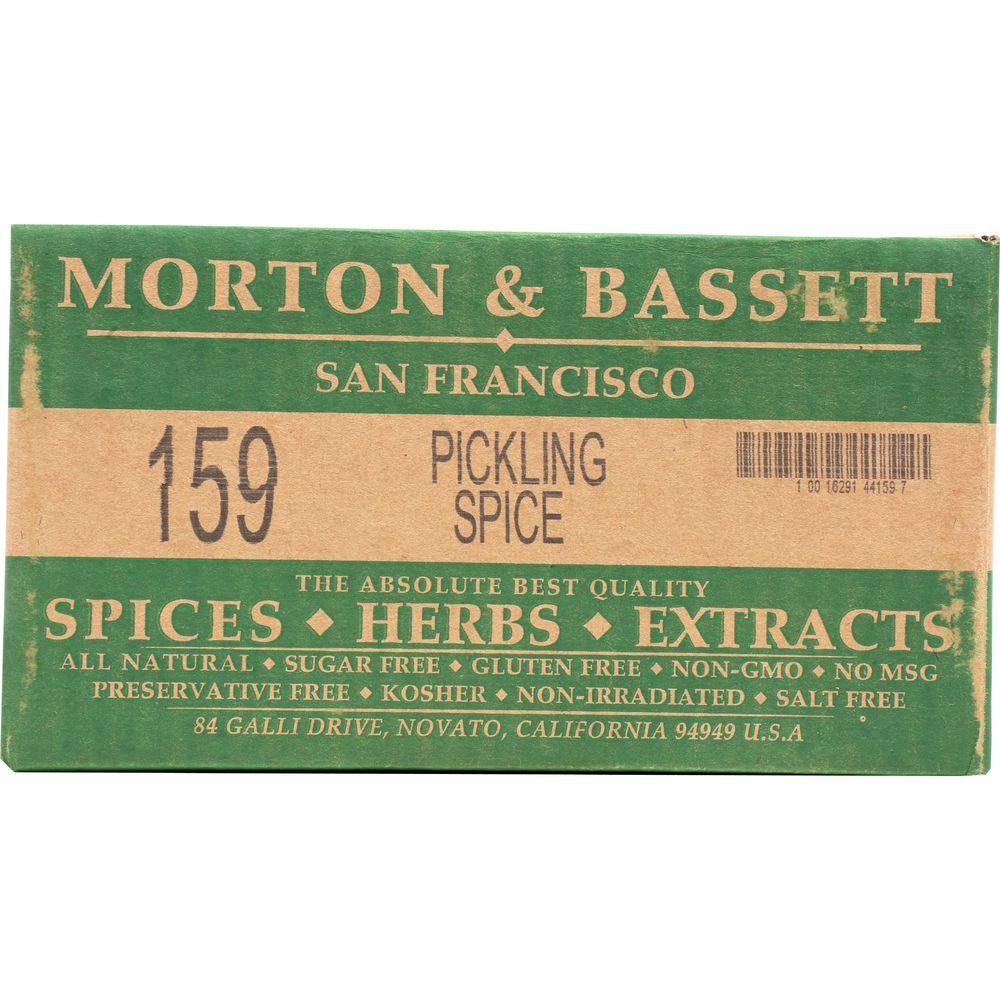 MORTON & BASSETT
SAN FRANCISCO
159
PICKLING
SPICE
1 00 16291 44159 7
THE ABSOLUTE BEST QUALITY
SPICES ◆ HERBS ◆ EXTRACTS
ALL NATURAL ◆ SUGAR FREE ◆ GLUTEN FREE ◆ NON-GMO ◆ NO MSG
PRESERVATIVE FREE ◆ KOSHER ◆ NON-IRRADIATED ◆ SALT FREE
84 GALLI DRIVE, NOVATO, CALIFORNIA 94949 U.S.A